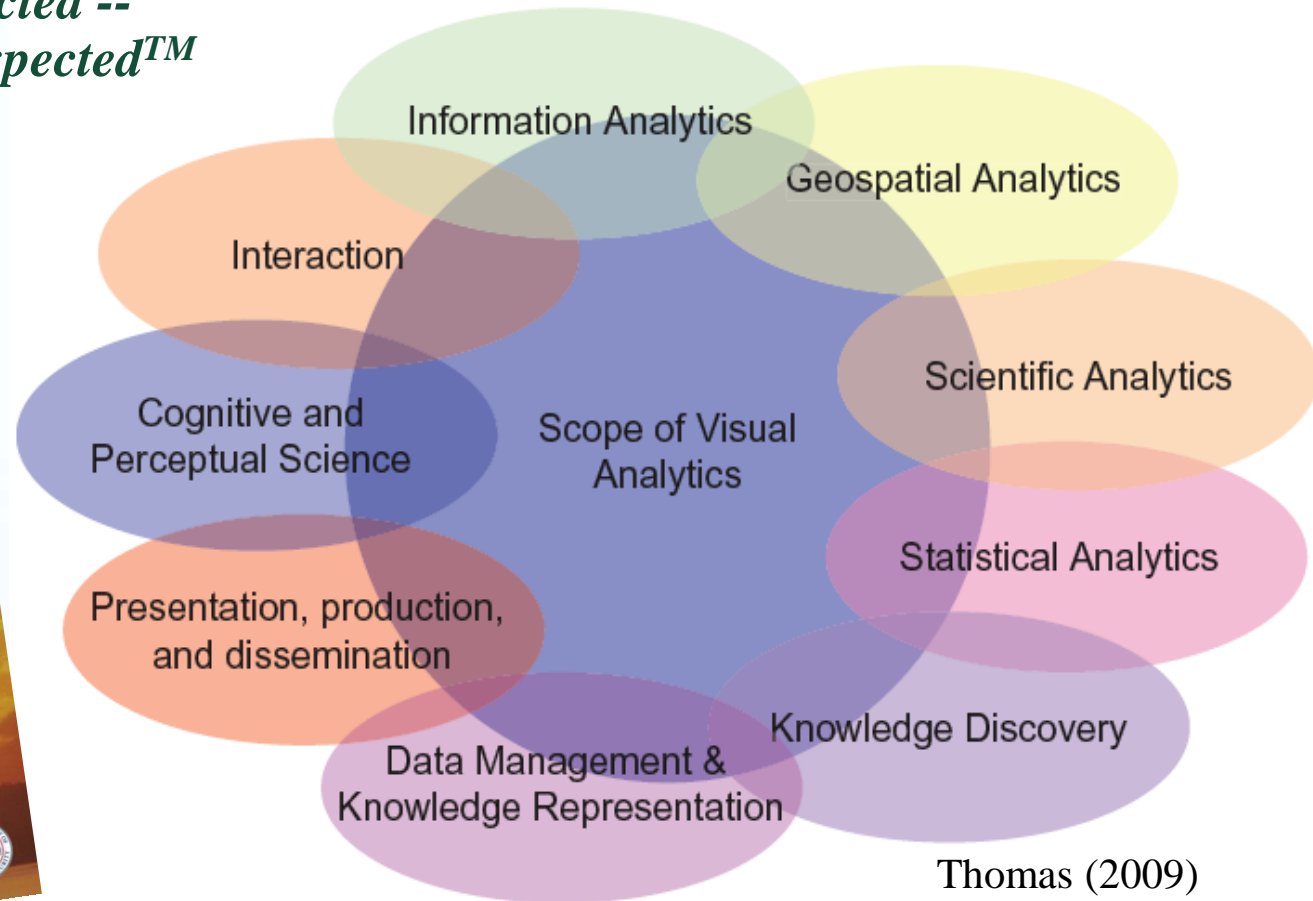 cted --
pectedTM
Information Analytics
Geospatial Analytics
Interaction
Scientific Analytics
Cognitive and
Perceptual Science
Scope of Visual
Analytics
Statistical Analytics
Presentation, production,
and dissemination
Knowledge Discovery
Data Management &
Knowledge Representation
Thomas (2009)